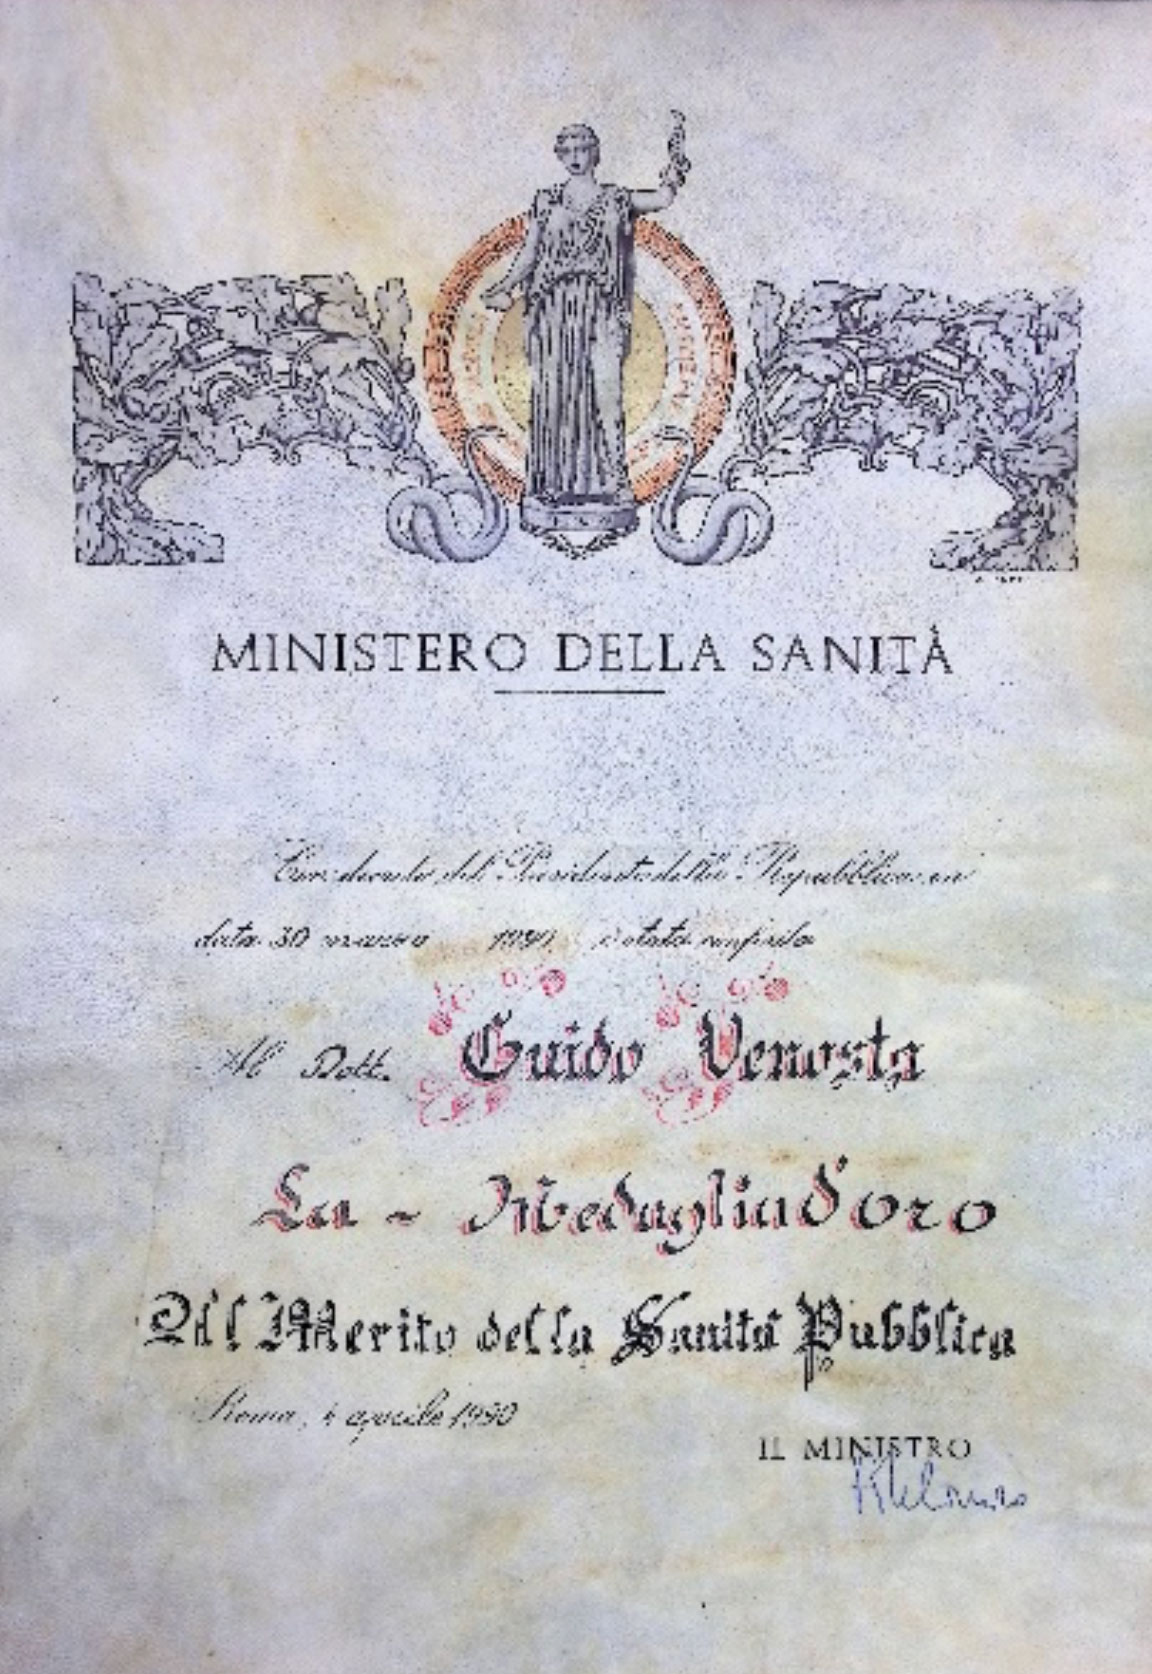 MINISTERO DELLA SANITÀ
Con decreto del Presidente della Repubblica in
data 30 marzo 1990 è stata conferita
Al Dott. Guido Venosta
La - Medaglia d'oro
Al Merito della Sanità Pubblica
Roma, aprile 1990
IL MINISTRO